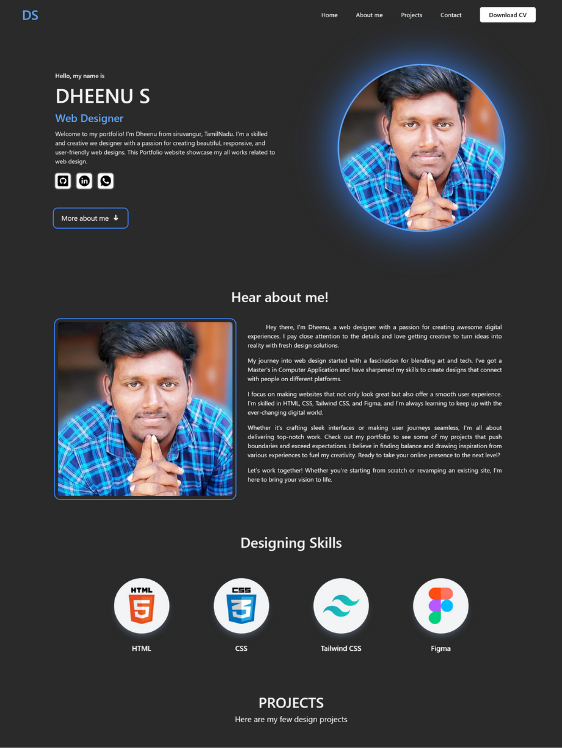 DS
Home About me Projects Contact Download CV
Hello, my name is
DHEENU S
Web Designer
Welcome to my portfolio! I'm Dheenu from siruvangur, TamilNadu. I'm a skilled
and creative we designer with a passion for creating beautiful, responsive, and
user-friendly web designs. This Portfolio website showcase my all works related to
web design.
More about me
Hear about me!
Hey there, I'm Dheenu, a web designer with a passion for creating awesome digital
experiences. I pay close attention to the details and love getting creative to turn ideas into
reality with fresh design solutions.
My journey into web design started with a fascination for blending art and tech. I've got a
Master's in Computer Application and have sharpened my skills to create designs that connect
with people on different platforms.
I focus on making websites that not only look great but also offer a smooth user experience.
I'm skilled in HTML, CSS, Tailwind CSS, and Figma, and I'm always learning to keep up with the
ever-changing digital world.
Whether it's crafting sleek interfaces or making user journeys seamless, I'm all about
delivering top-notch work. Check out my portfolio to see some of my projects that push
boundaries and exceed expectations. I believe in finding balance and drawing inspiration from
various experiences to fuel my creativity. Ready to take your online presence to the next level?
Let's work together! Whether you're starting from scratch or revamping an existing site, I'm
here to bring your vision to life.
Designing Skills
HTML CSS
HTML CSS Tailwind CSS Figma
PROJECTS
Here are my few design projects